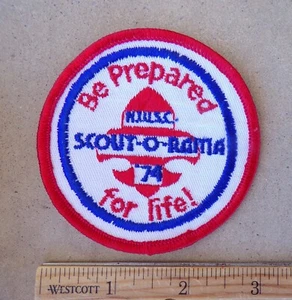 Be Prepared
N.J.U.S.C.
SCOUT-O-RAMA
'74
for life!
WESTCOTT 1 2 3